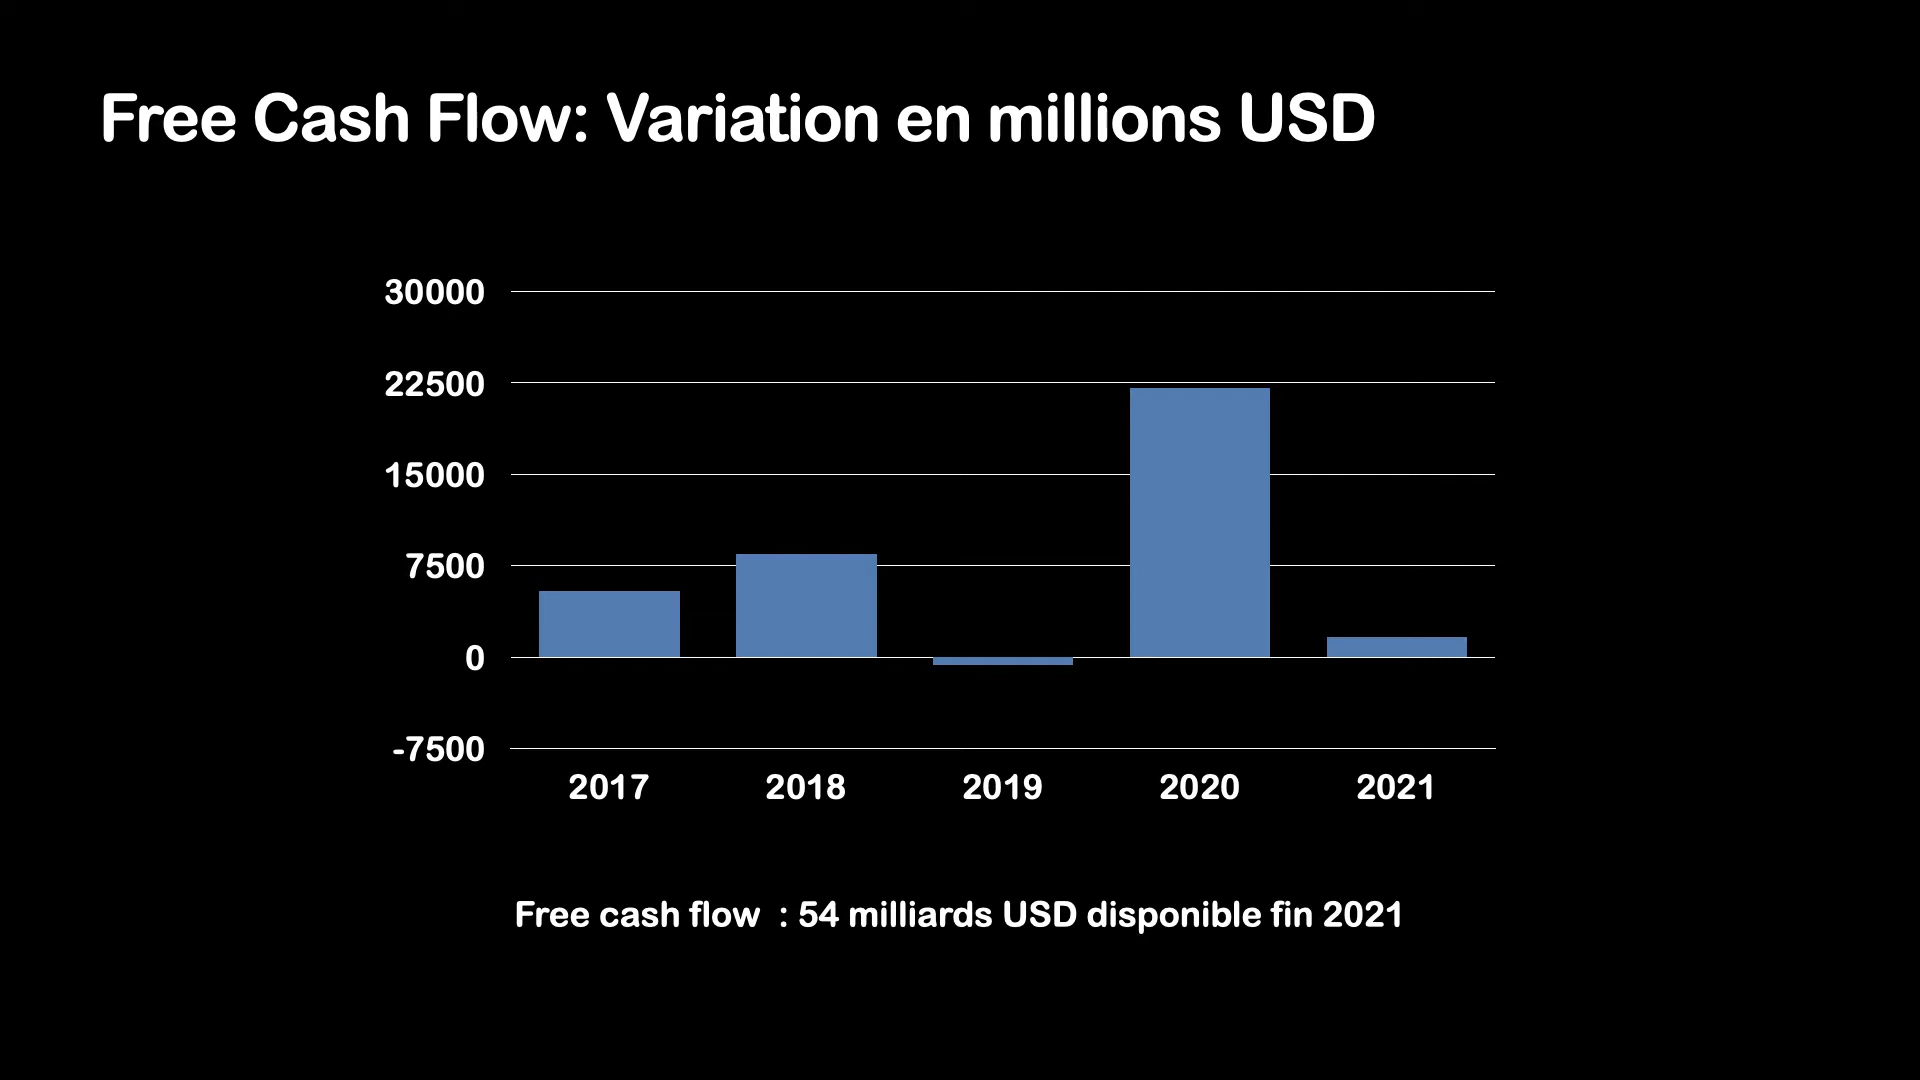 Free Cash Flow: Variation en millions USD
30000
22500
15000
7500
0
-7500
2017 2018 2019 2020 2021
Free cash flow  : 54 milliards USD disponible fin 2021